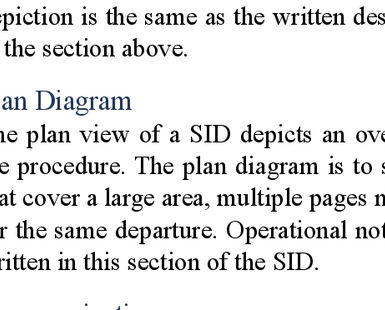 epiction is the same as the written des
the section above.
an Diagram
ne plan view of a SID depicts an ove
e procedure. The plan diagram is to s
at cover a large area, multiple pages n
r the same departure. Operational not
ritten in this section of the SID.